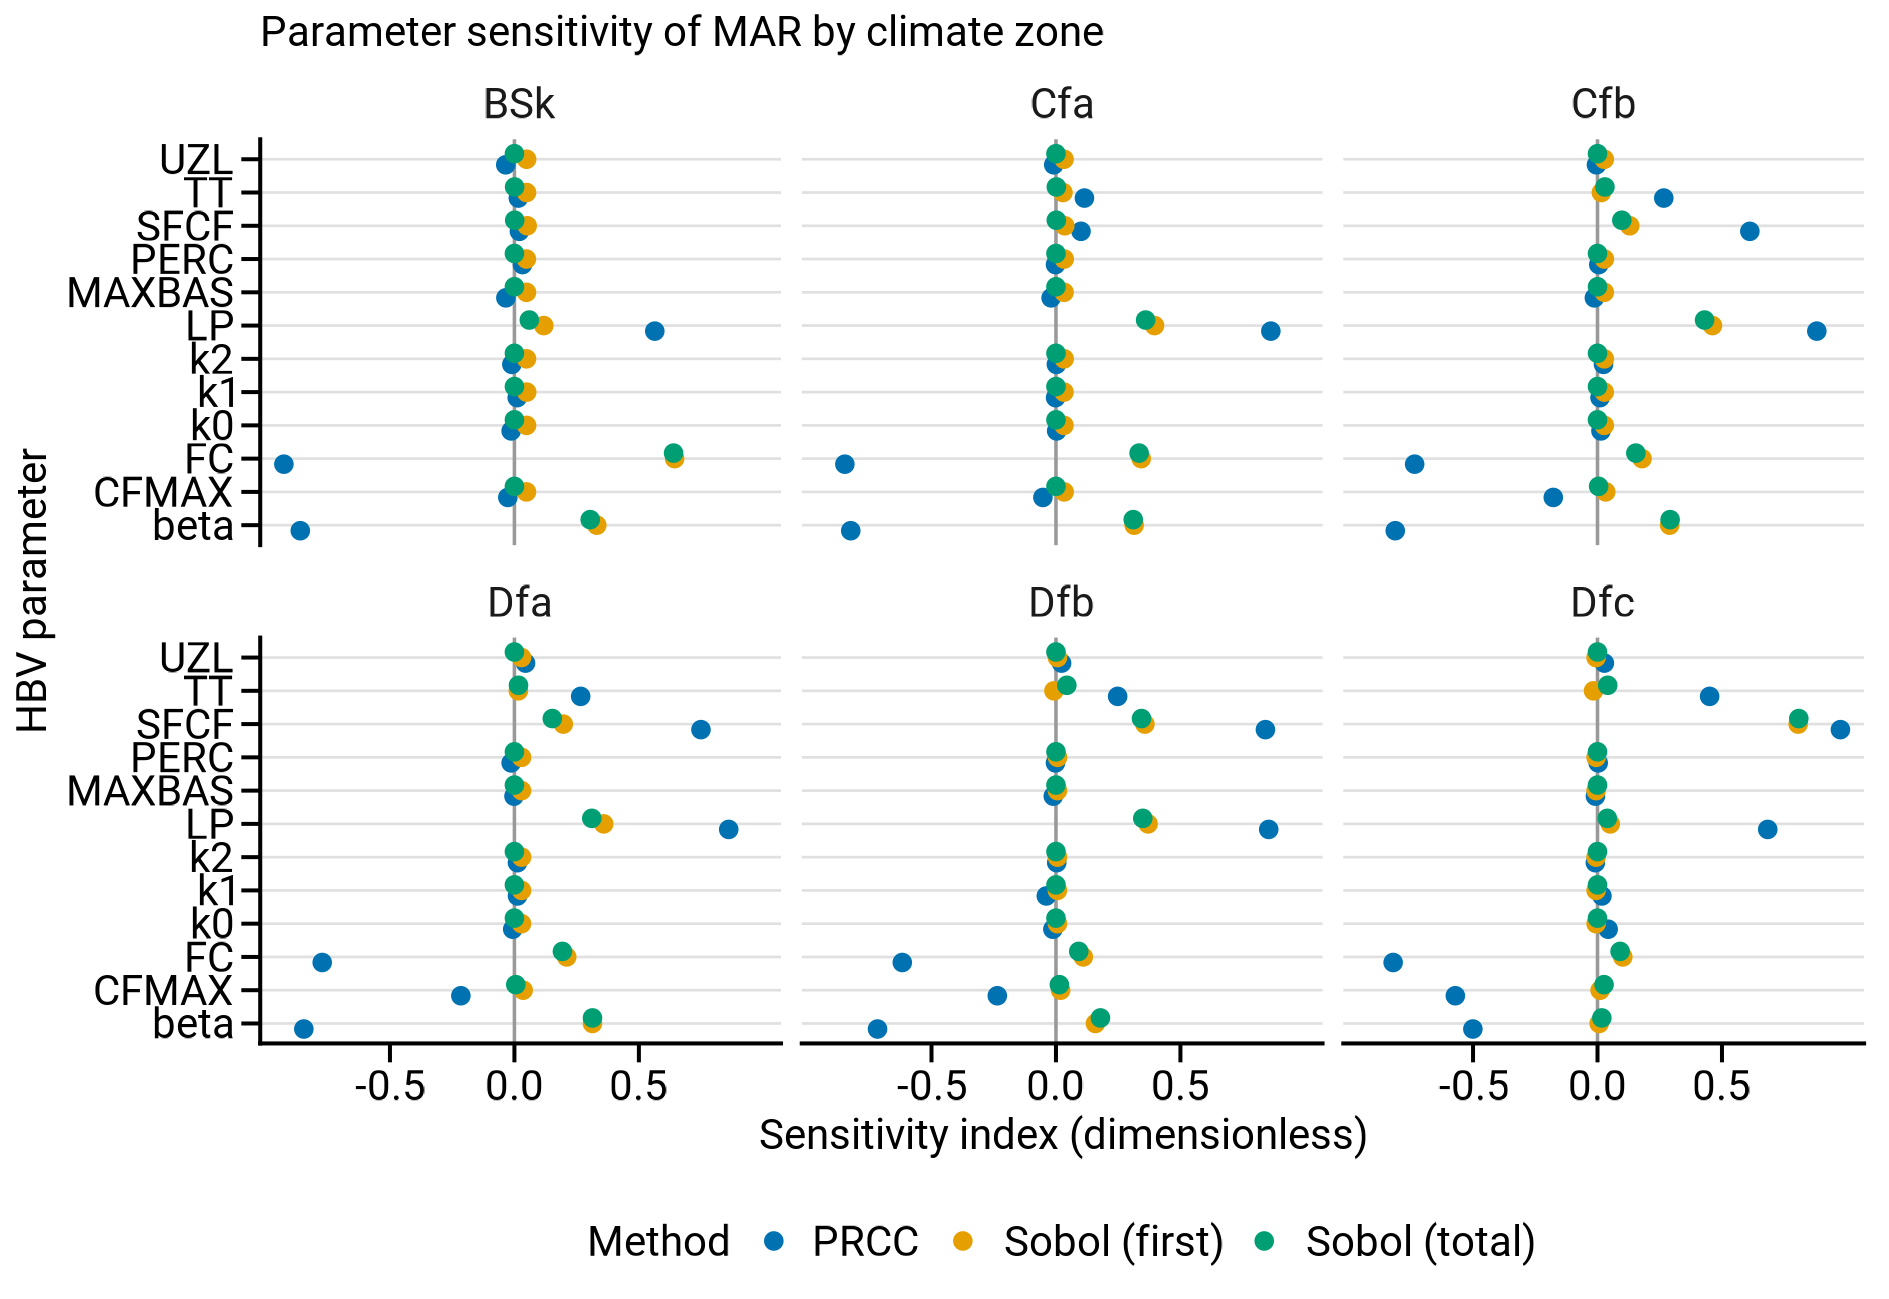 Parameter sensitivity of MAR by climate zone
BSk
Cfa
Cfb
UZL
TT
SFCF
PERC
MAXBAS
LP
k2
k1
k0
FC
CFMAX
beta
HBV parameter
Dfa
Dfb
Dfc
UZL
TT
SFCF
PERC
MAXBAS
LP
k2
k1
k0
FC
CFMAX
beta
-0.5 0.0 0.5
-0.5 0.0 0.5
-0.5 0.0 0.5
Sensitivity index (dimensionless)
Method PRCC Sobol (first) Sobol (total)